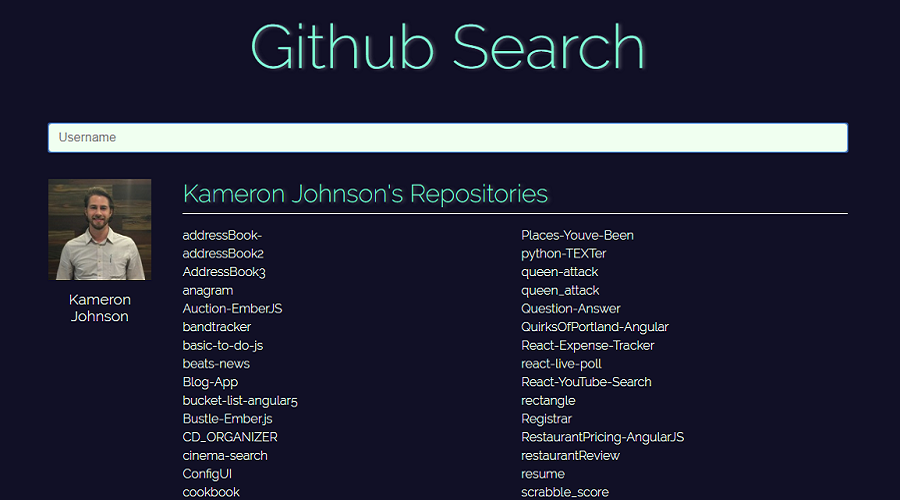 Github Search
Username
Kameron Johnson's Repositories
Kameron
Johnson
addressBook-
addressBook2
AddressBook3
anagram
Auction-EmberJS
bandtracker
basic-to-do-js
beats-news
Blog-App
bucket-list-angular5
Bustle-Ember.js
CD_ORGANIZER
cinema-search
ConfigUI
cookbook
Places-Youve-Been
python-TEXTer
queen-attack
queen_attack
Question-Answer
QuirksOfPortland-Angular
React-Expense-Tracker
react-live-poll
React-YouTube-Search
rectangle
Registrar
RestaurantPricing-AngularJS
restaurantReview
resume
scrabble_score